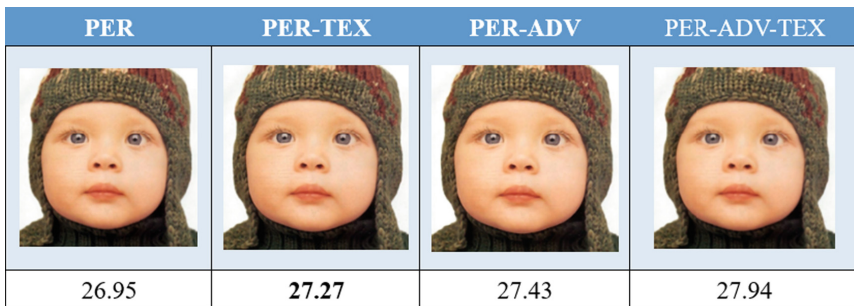 PER PER-TEX PER-ADV PER-ADV-TEX
26.95 27.27 27.43 27.94